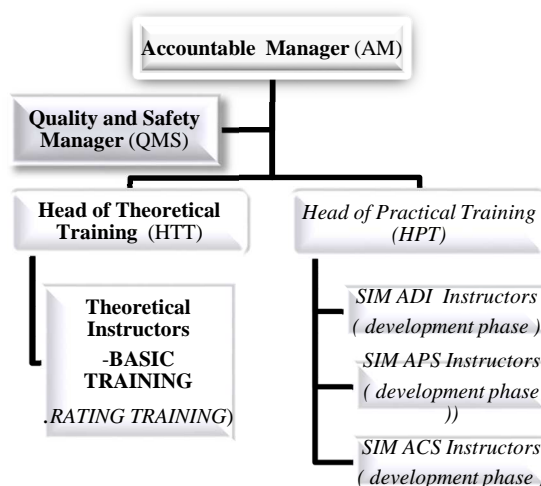 Accountable Manager (AM)
Quality and Safety
Manager (QMS)
Head of Theoretical
Training (HTT)
Head of Practical Training
(HPT)
Theoretical
Instructors
-BASIC
TRAINING
.RATING TRAINING)
SIM ADI Instructors
( development phase )
SIM APS Instructors
( development phase
))
SIM ACS Instructors
( development phase )